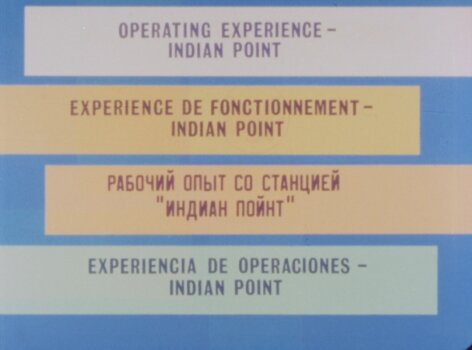 OPERATING EXPERIENCE –
INDIAN POINT
EXPERIENCE DE FONCTIONNEMENT –
INDIAN POINT
РАБОЧИЙ ОПЫТ СО СТАНЦИЕЙ
"ИНДИАН ПОЙНТ"
EXPERIENCIA DE OPERACIONES –
INDIAN POINT